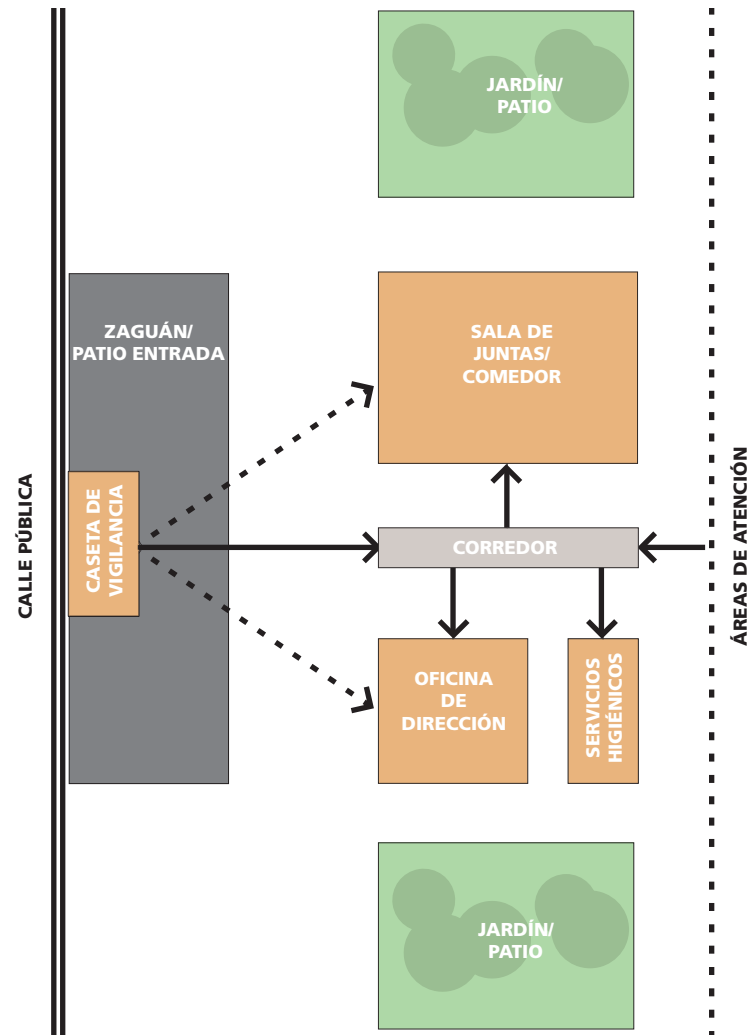 JARDÍN/
PATIO
ZAGUÁN/
PATIO ENTRADA
SALA DE
JUNTAS/
COMEDOR
CALLE PÚBLICA
CASETA DE
VIGILANCIA
CORREDOR
ÁREAS DE ATENCIÓN
OFICINA
DE
DIRECCIÓN
SERVICIOS
HIGIÉNICOS
JARDÍN/
PATIO